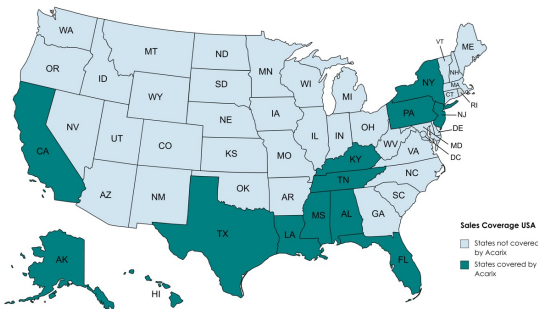 WA
MT
ND
MN
VT
ME
OR
ID
SD
WI
MI
NY
NH
MA
CT
RI
WY
NE
IA
PA
NJ
NV
UT
CO
KS
MO
IL
IN
OH
WV
VA
DE
MD
DC
CA
KY
AZ
NM
OK
AR
TN
NC
SC
TX
LA
MS
AL
GA
FL
AK
HI
Sales Coverage USA
States not covered
by Acarix
States covered by
Acarix